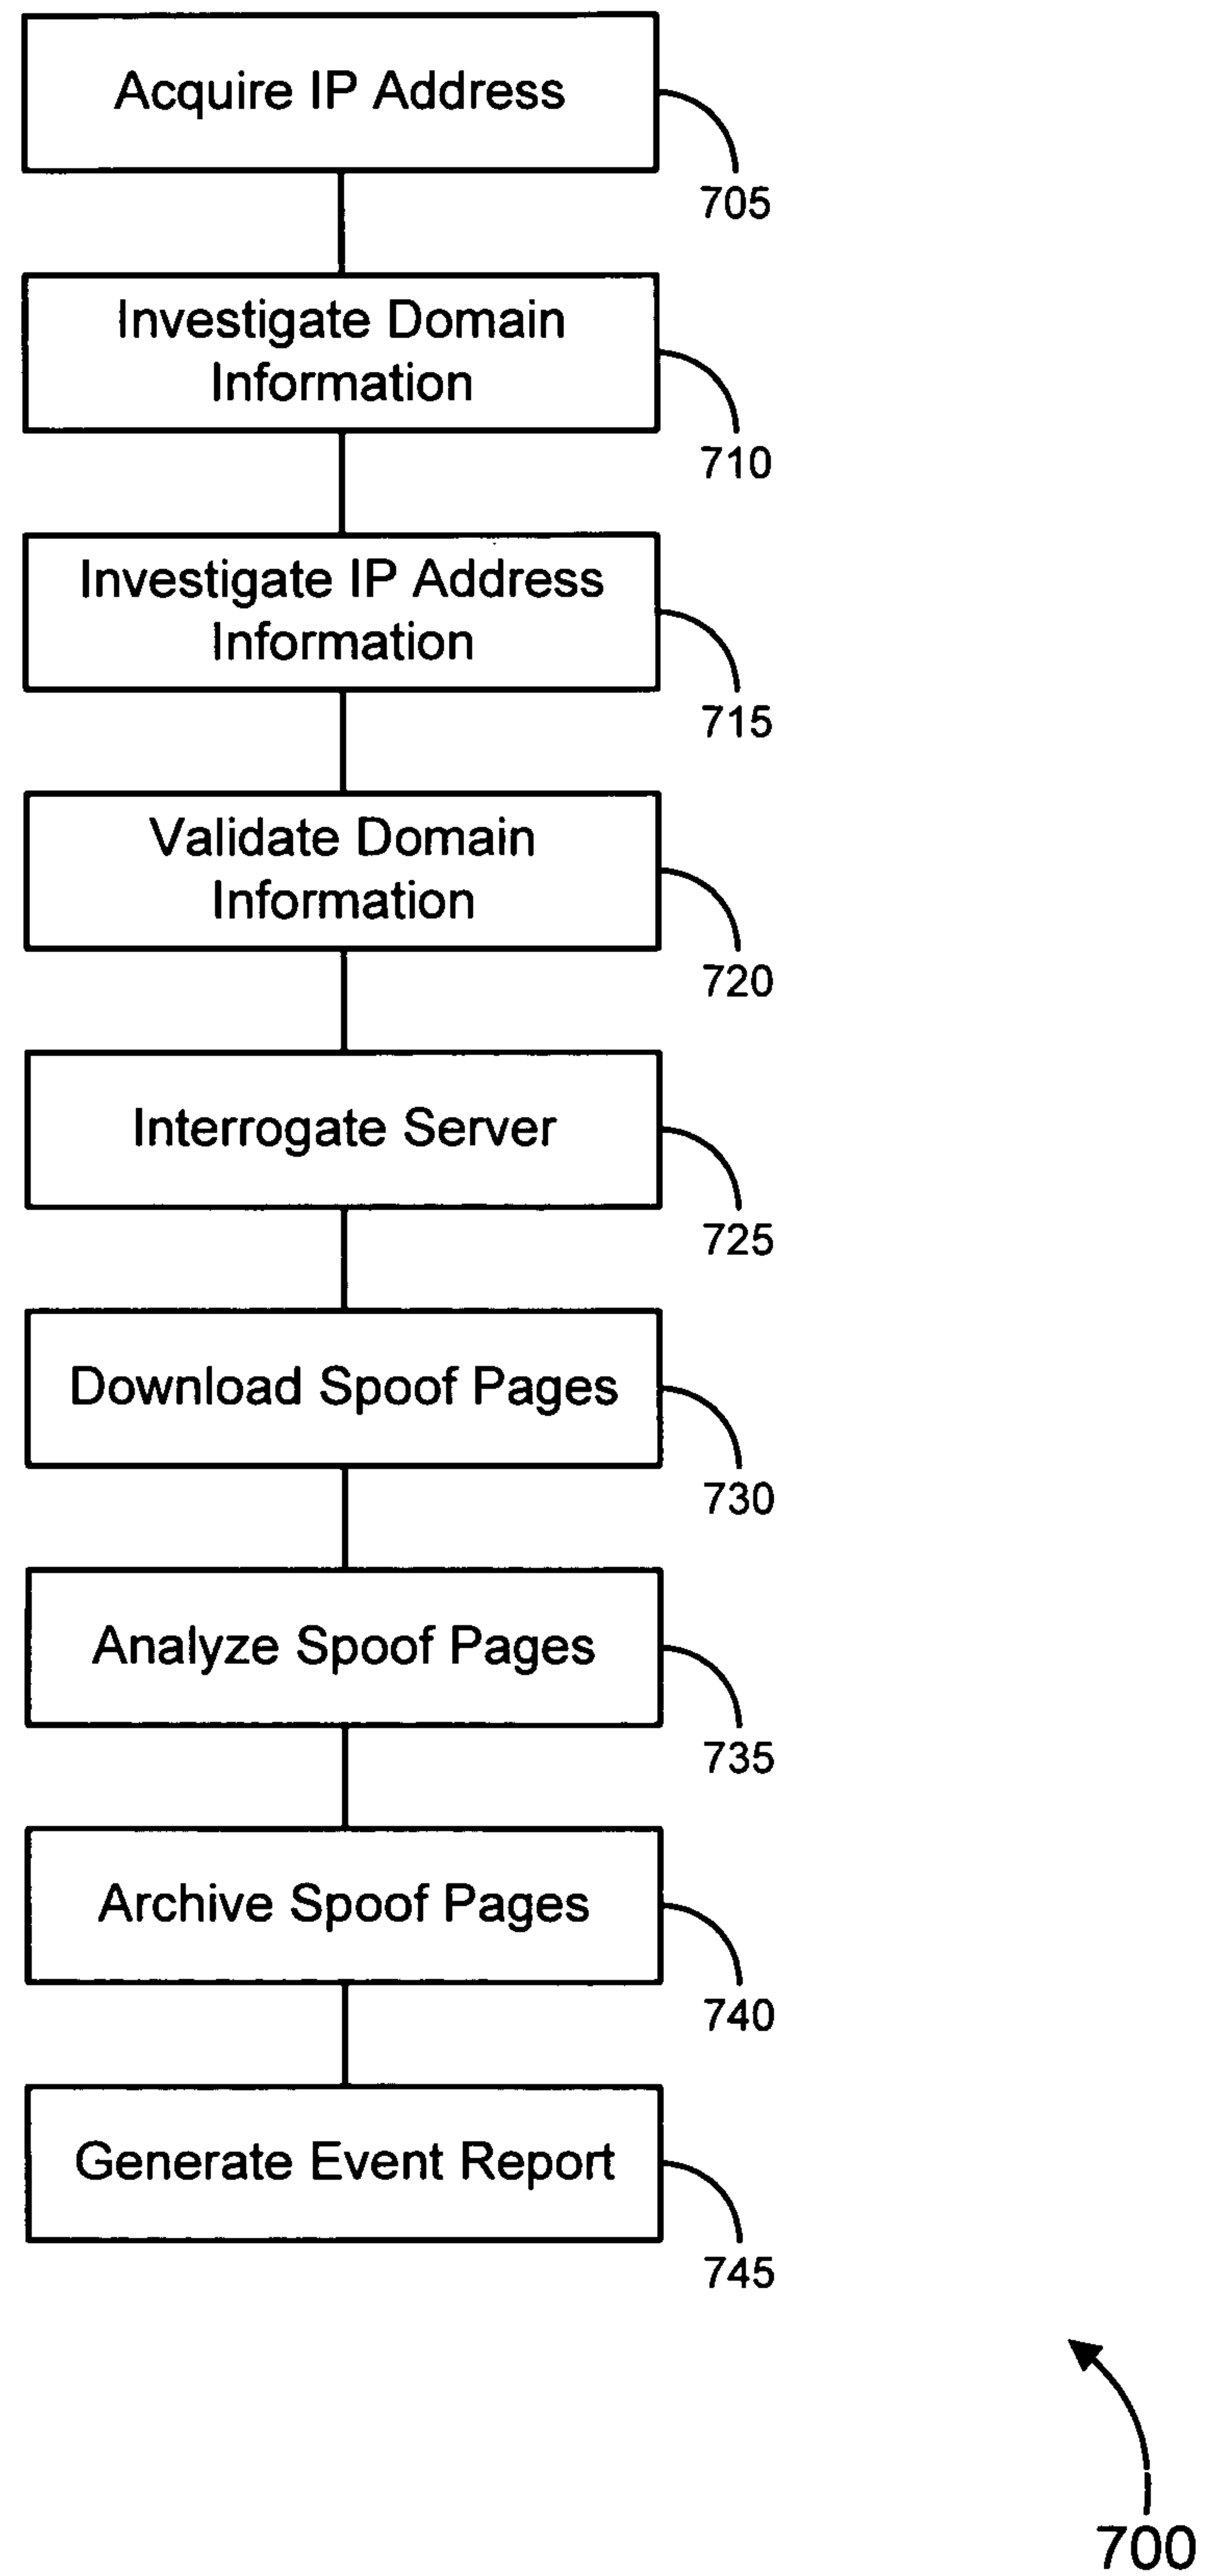 Acquire IP Address
705
Investigate Domain
Information
710
Investigate IP Address
Information
715
Validate Domain
Information
720
Interrogate Server
725
Download Spoof Pages
730
Analyze Spoof Pages
735
Archive Spoof Pages
740
Generate Event Report
745
700